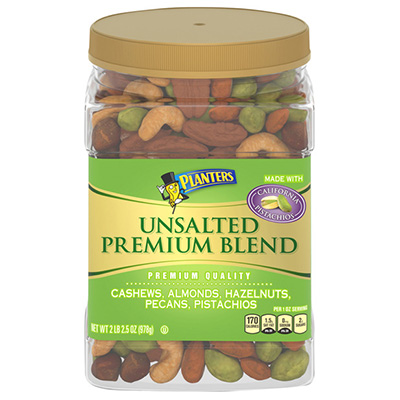 PLANTERS
MADE WITH
CALIFORNIA
PISTACHIOS
UNSALTED
PREMIUM BLEND
PREMIUM QUALITY
CASHEWS, ALMONDS, HAZELNUTS,
PECANS, PISTACHIOS
PER 1 OZ SERVING
170
CALORIES
NET WT 2 LB 2.5 OZ (978g)